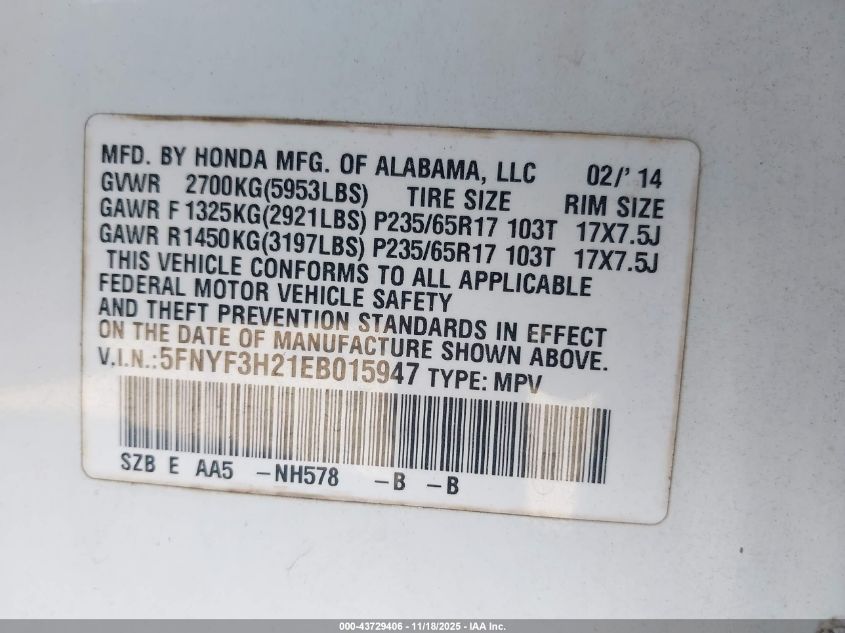 MFD. BY HONDA MFG. OF ALABAMA, LLC 02/' 14
GVWR 2700KG(5953LBS) TIRE SIZE RIM SIZE
GAWR F 1325KG(2921LBS) P235/65R17 103T 17X7.5J
GAWR R1450KG(3197LBS) P235/65R17 103T 17X7.5J
THIS VEHICLE CONFORMS TO ALL APPLICABLE
FEDERAL MOTOR VEHICLE SAFETY
AND THEFT PREVENTION STANDARDS IN EFFECT
ON THE DATE OF MANUFACTURE SHOWN ABOVE.
V.I.N.:5FNYF3H21EB015947 TYPE: MPV
SZB E AA5 -NH578 -B -B
000-43729406 - 11/18/2025 - IAA Inc.